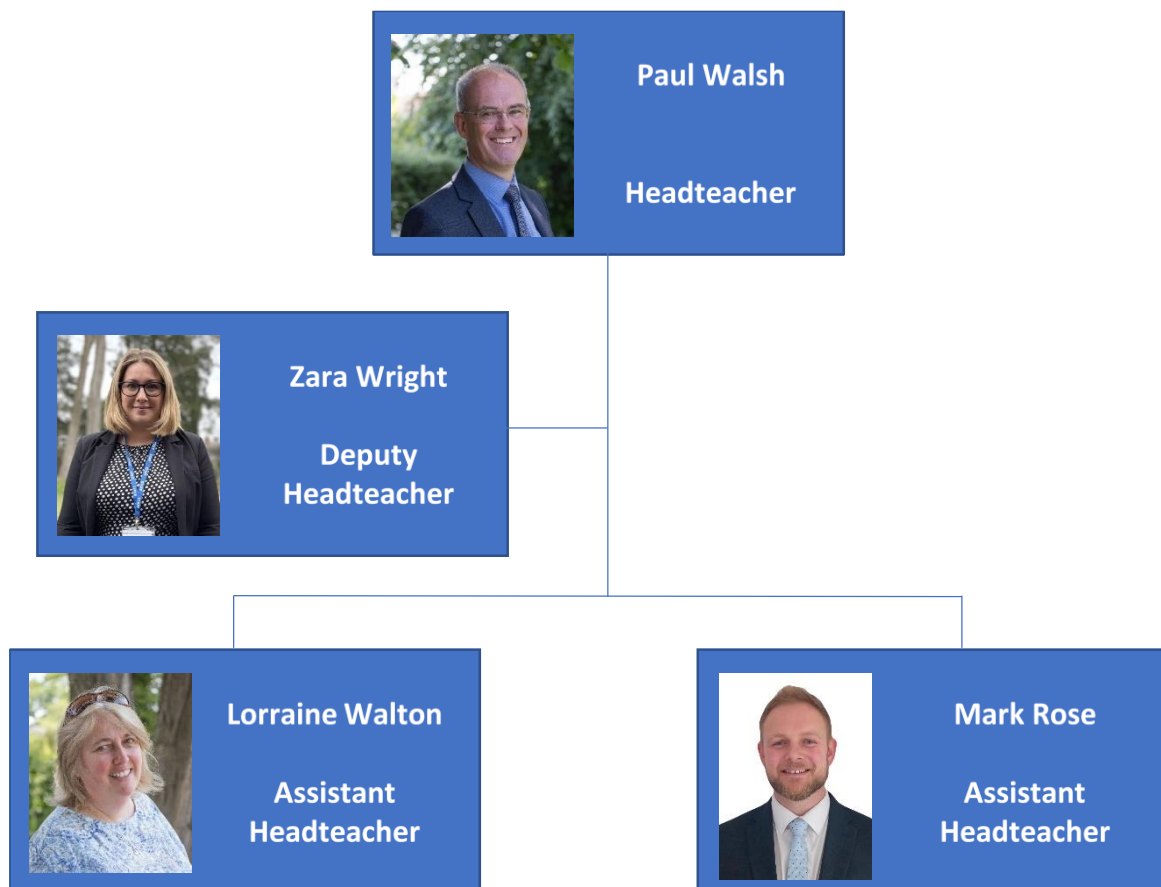 Paul Walsh
Headteacher
Zara Wright
Deputy
Headteacher
Lorraine Walton
Assistant
Headteacher
Mark Rose
Assistant
Headteacher